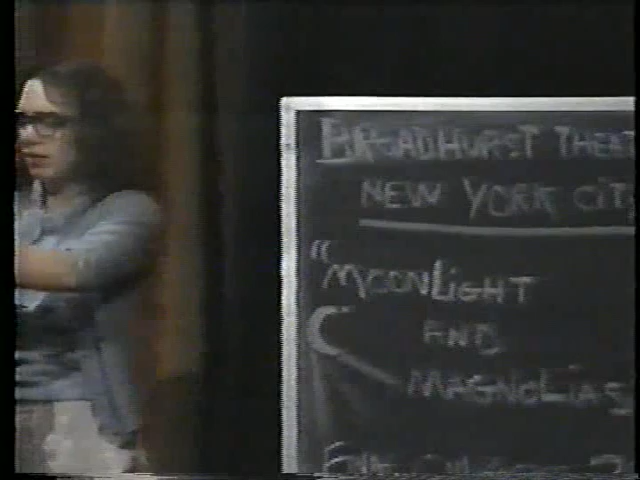 BROADHURST THEAT
NEW YORK CITY
"MOONLIGHT
AND
MAGNOLIAS